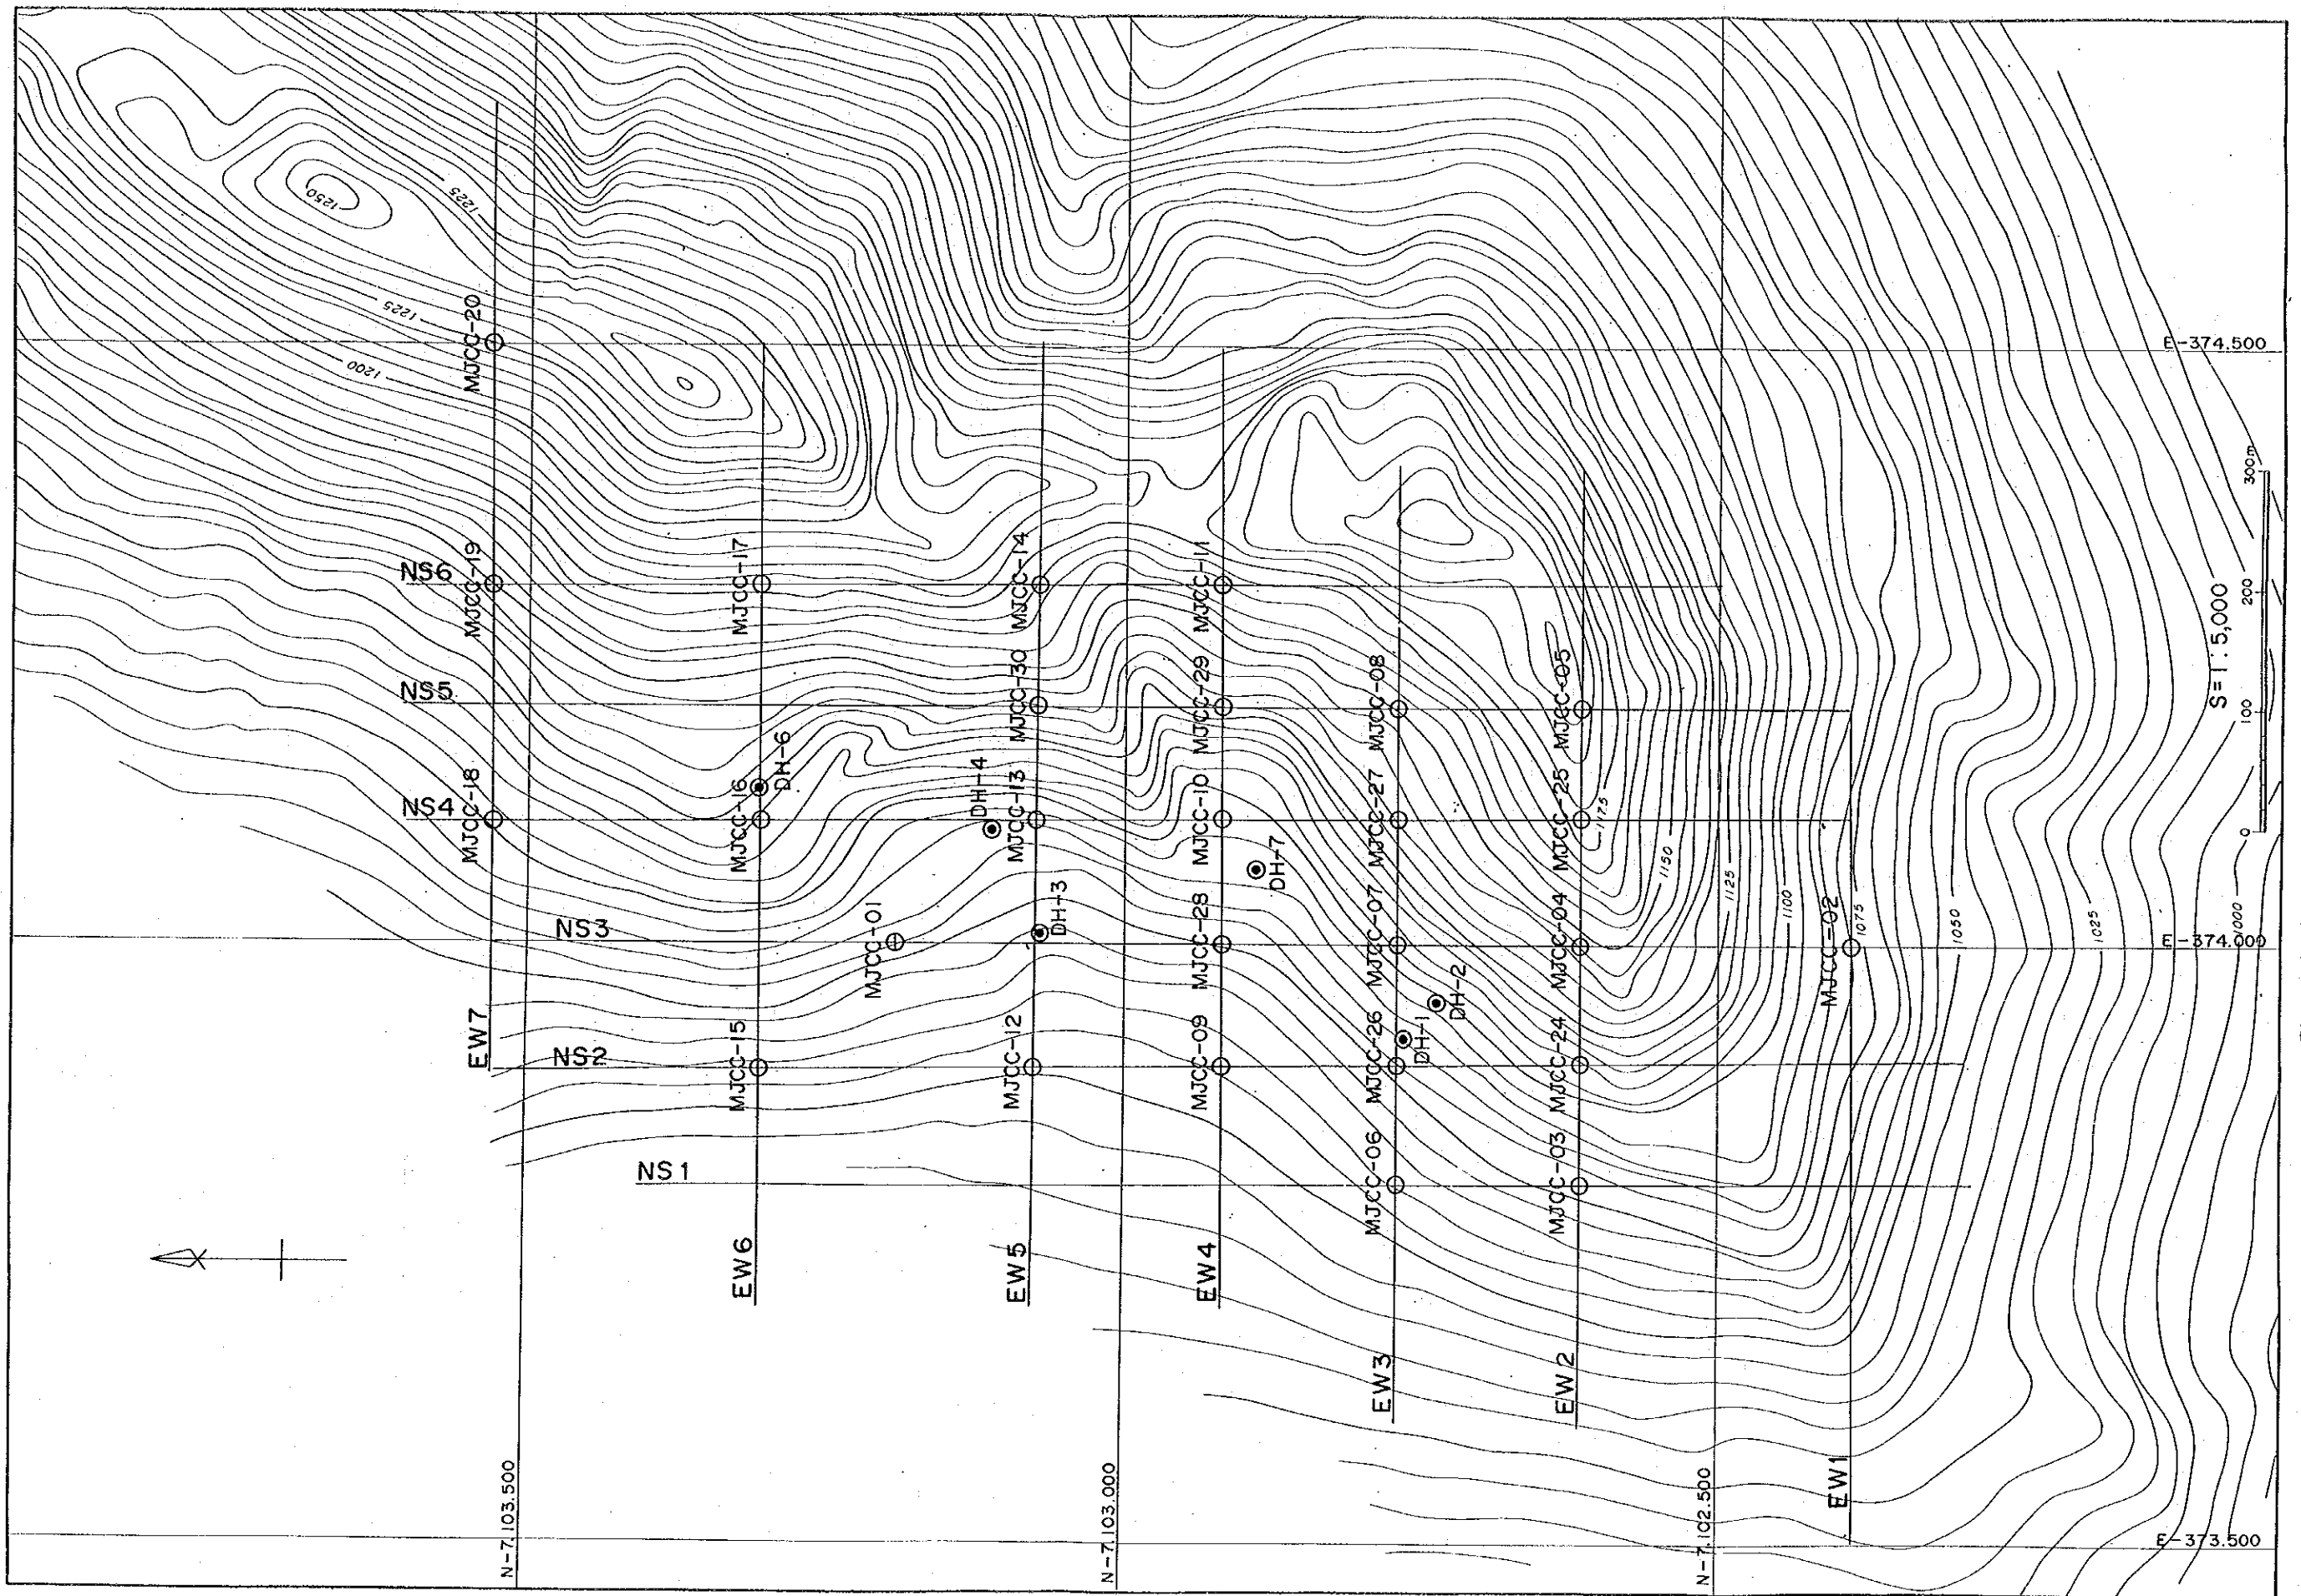 1250
1225
1225
1200
MJCC-20
E-374.500
NS6
MJCC-19
MJCC-17
MJCC-14
MJCC-11
NS5
MJCC-30
MJCC-29
MJCC-08
MJCC-05
NS4
MJCC-18
MJCC-16
DH-6
DH-4
MJCC-13
MJCC-10
DH-7
MJCC-27
MJCC-25
1175
1150
1125
1100
1075
1050
1025
1000
NS3
MJCC-01
DH-3
MJCC-28
MJCC-07
MJCC-04
MJCC-02
E-374.000
DH-2
DH-1
EW7
NS2
MJCC-15
MJCC-12
MJCC-09
MJCC-26
MJCC-24
NS1
MJCC-06
MJCC-03
EW6
EW5
EW4
EW3
EW2
EW1
N-7.103.500
N-7.103.000
N-7.102.500
E-373.500
S=1:5,000
0 100 200 300m